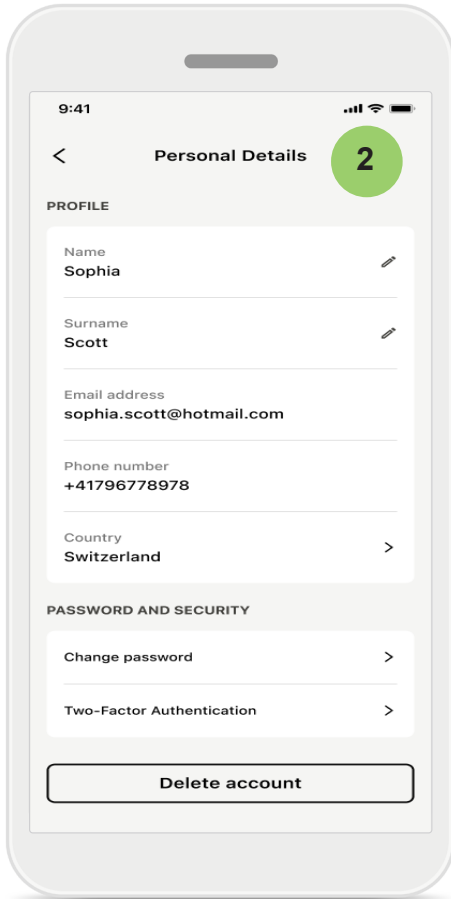 9:41
Personal Details
2
PROFILE
Name
Sophia
Surname
Scott
Email address
sophia.scott@hotmail.com
Phone number
+41796778978
Country
Switzerland
PASSWORD AND SECURITY
Change password
Two-Factor Authentication
Delete account